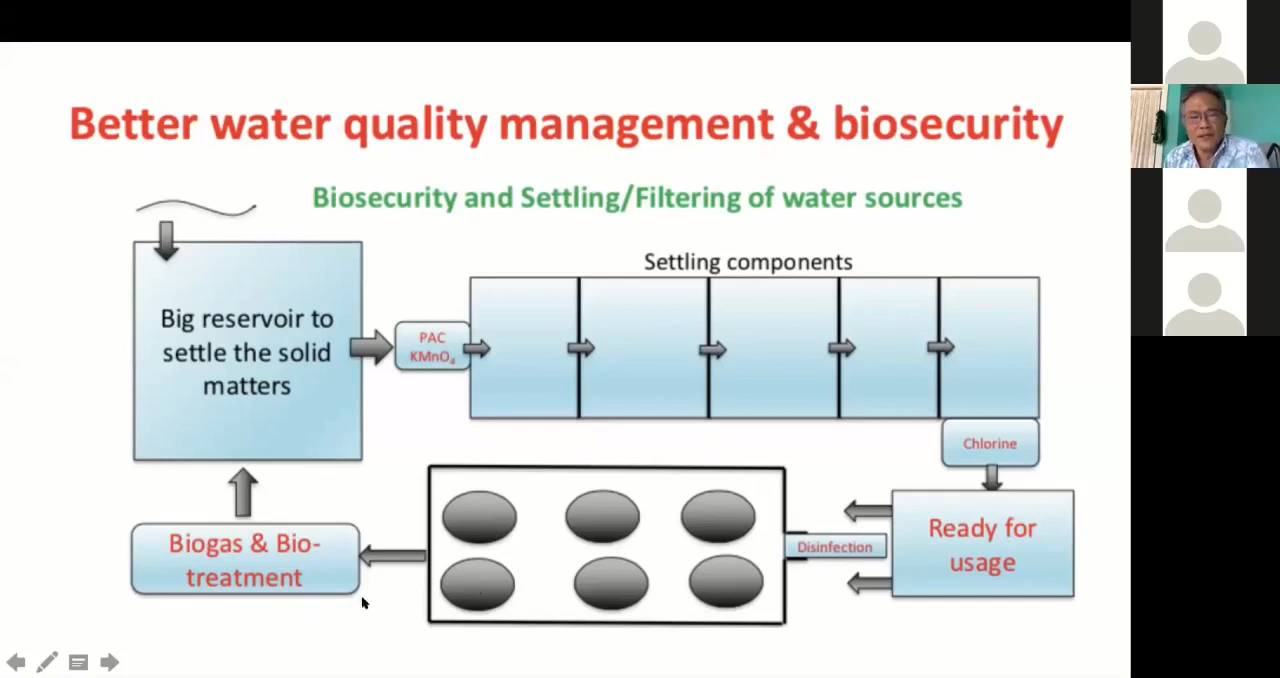 Better water quality management & biosecurity
Biosecurity and Settling/Filtering of water sources
Settling components
Big reservoir to
settle the solid
matters
PAC
KMnO₄
Chlorine
Ready for
usage
Disinfection
Biogas & Bio-
treatment